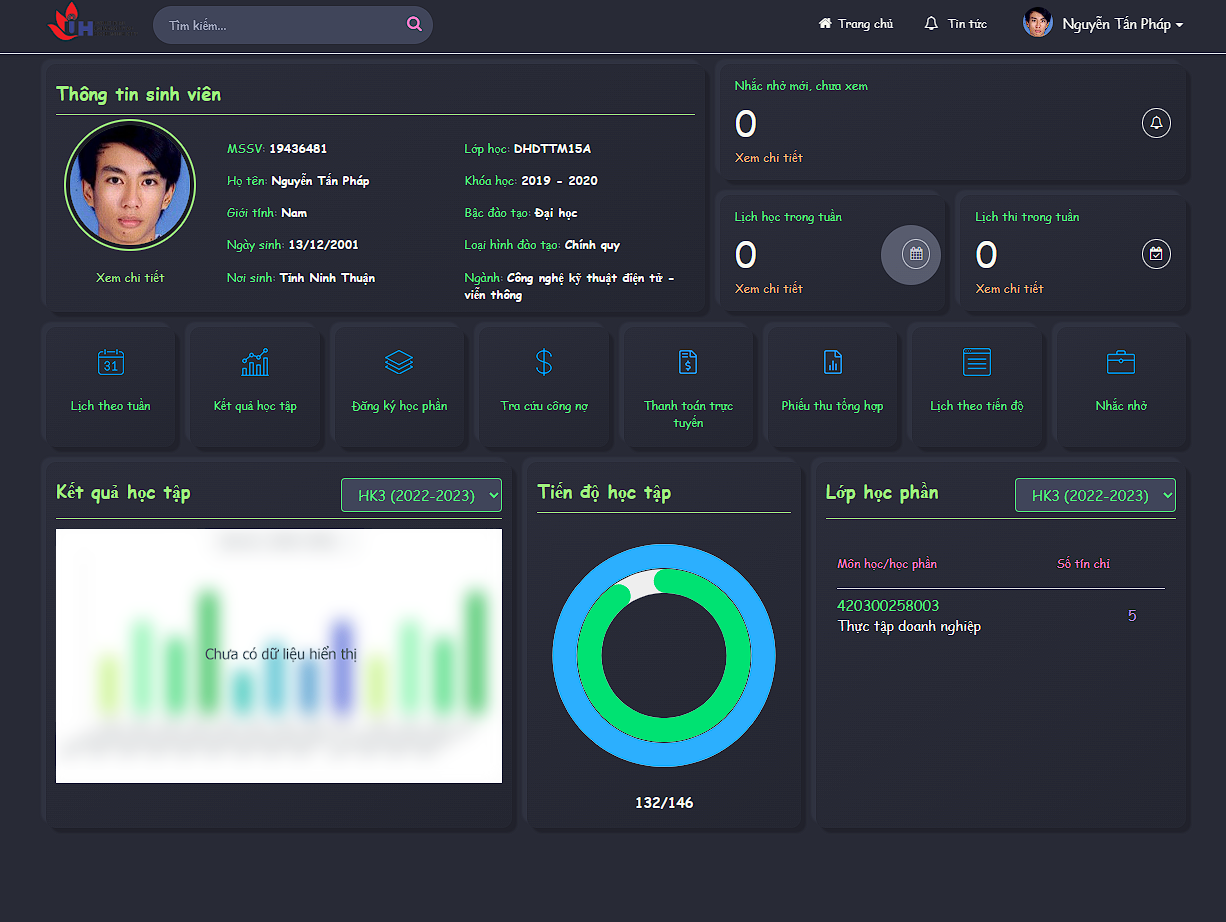 IH
Tìm kiếm...
Trang chủ
Tin tức
Nguyễn Tấn Pháp
Thông tin sinh viên
MSSV: 19436481
Họ tên: Nguyễn Tấn Pháp
Giới tính: Nam
Ngày sinh: 13/12/2001
Nơi sinh: Tỉnh Ninh Thuận
Xem chi tiết
Lớp học: DHDTTM15A
Khóa học: 2019 - 2020
Bậc đào tạo: Đại học
Loại hình đào tạo: Chính quy
Ngành: Công nghệ kỹ thuật điện tử -
viễn thông
Nhắc nhở mới, chưa xem
0
Xem chi tiết
Lịch học trong tuần
0
Xem chi tiết
Lịch thi trong tuần
0
Xem chi tiết
31
Lịch theo tuần
Kết quả học tập
Đăng ký học phần
Tra cứu công nợ
Thanh toán trực
tuyến
Phiếu thu tổng hợp
Lịch theo tiến độ
Nhắc nhở
Kết quả học tập
HK3 (2022-2023)
Chưa có dữ liệu hiển thị
Tiến độ học tập
132/146
Lớp học phần
HK3 (2022-2023)
Môn học/học phần
Số tín chỉ
420300258003
Thực tập doanh nghiệp
5